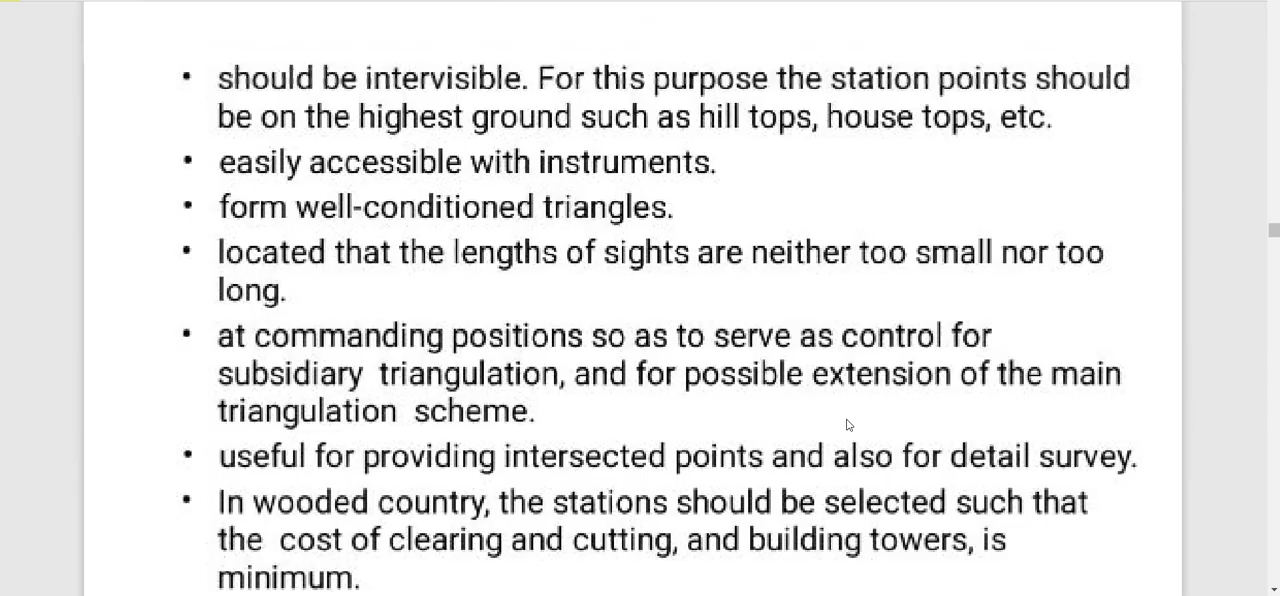 • should be intervisible. For this purpose the station points should
be on the highest ground such as hill tops, house tops, etc.
• easily accessible with instruments.
• form well-conditioned triangles.
• located that the lengths of sights are neither too small nor too
long.
• at commanding positions so as to serve as control for
subsidiary triangulation, and for possible extension of the main
triangulation scheme.
• useful for providing intersected points and also for detail survey.
• In wooded country, the stations should be selected such that
the cost of clearing and cutting, and building towers, is
minimum.